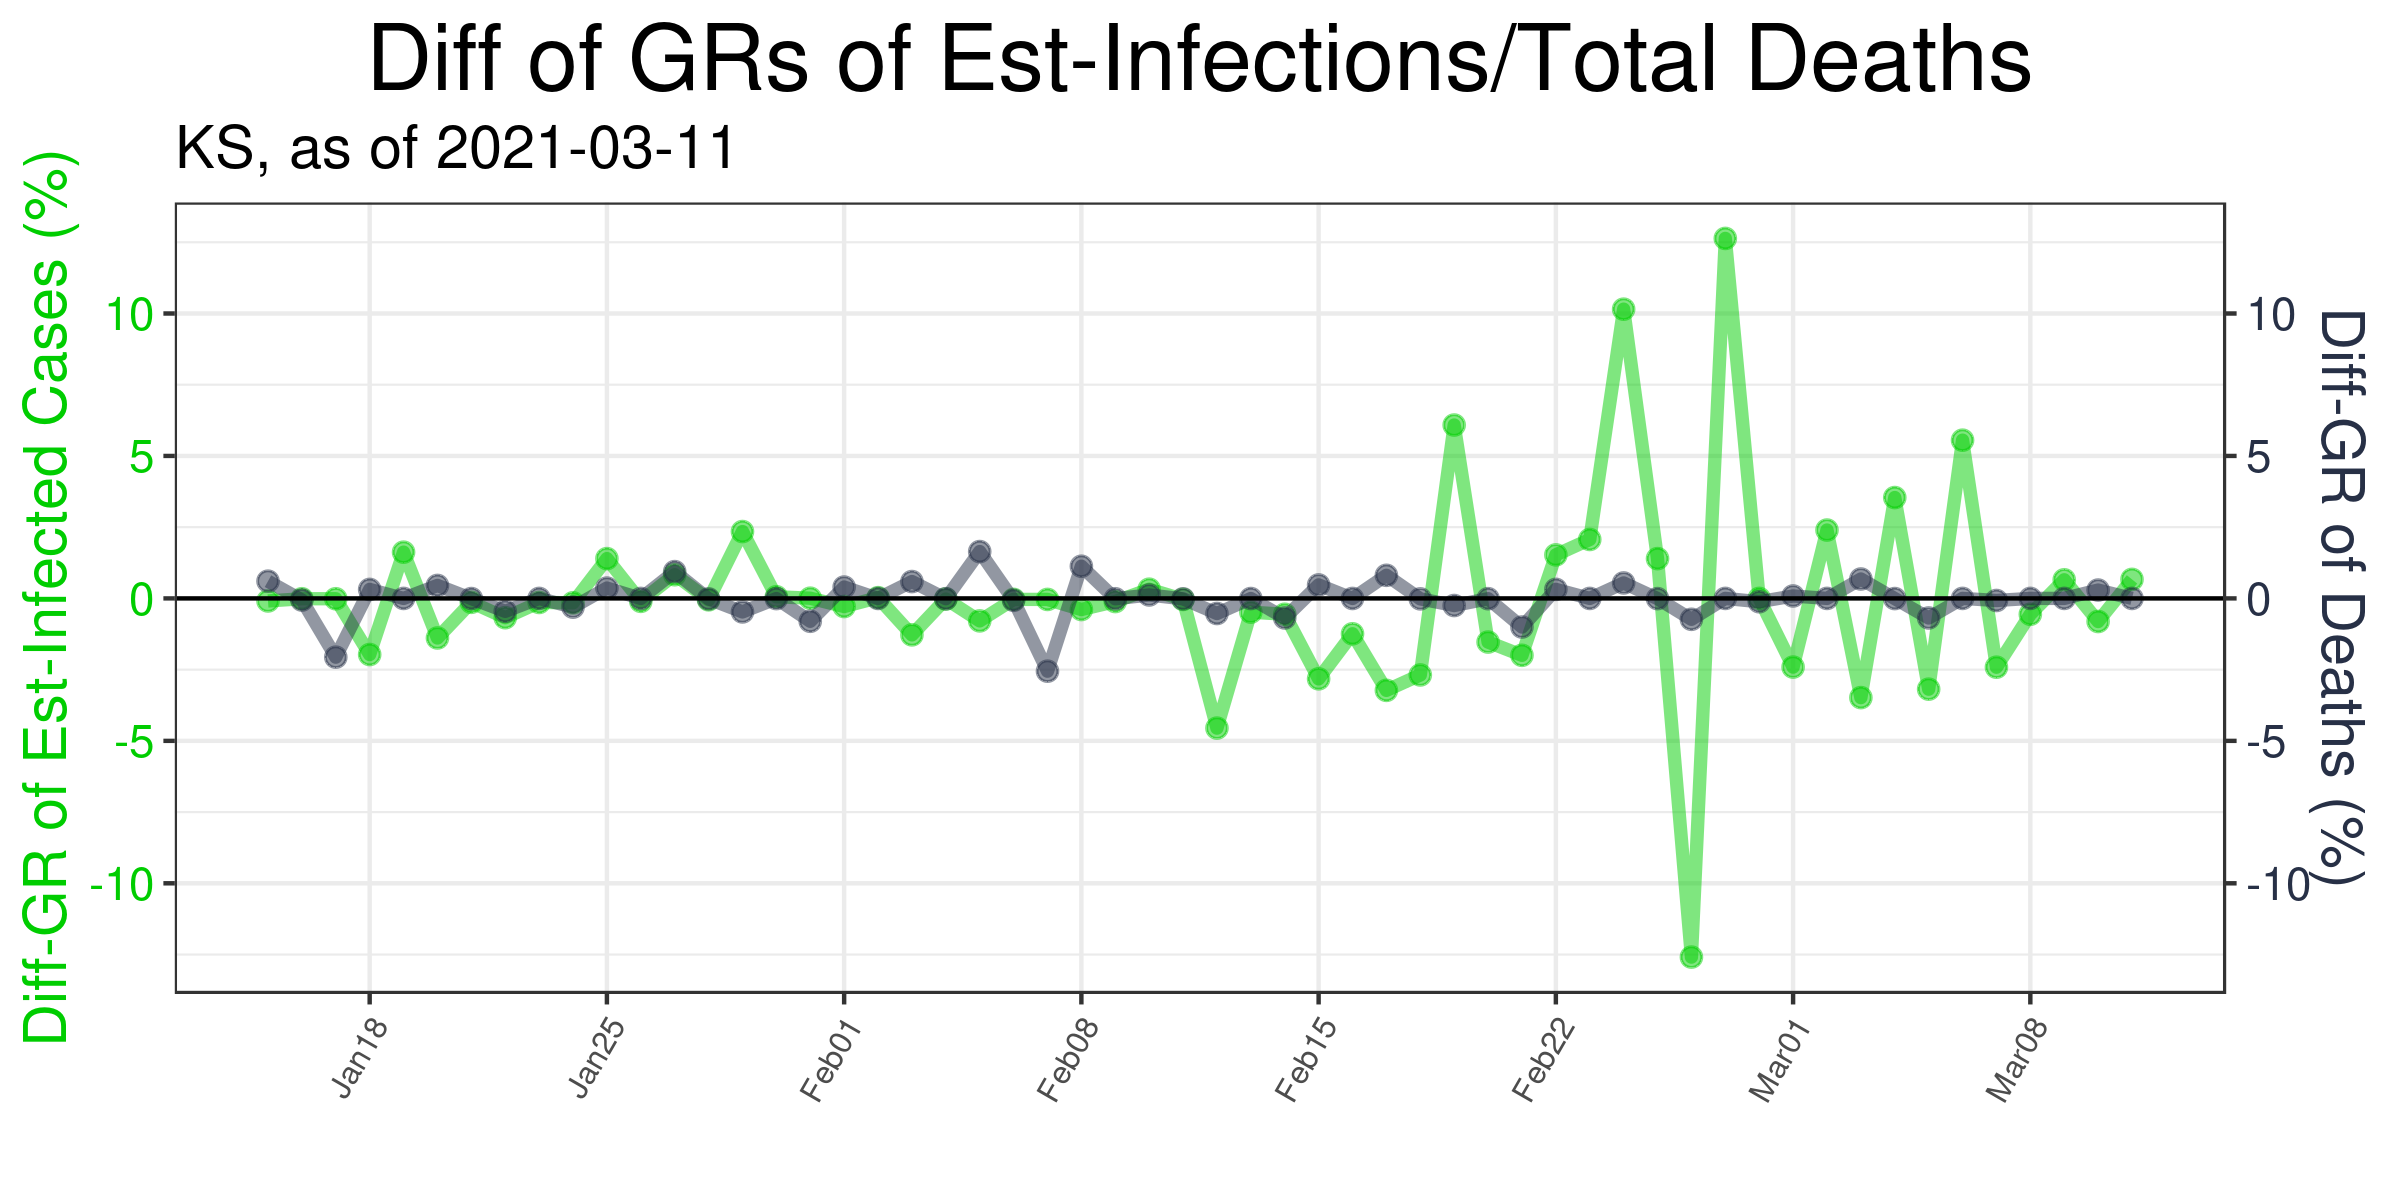 Diff of GRs of Est-Infections/Total Deaths
KS, as of 2021-03-11
Diff-GR of Est-Infected Cases (%)
10
5
0
-5
-10
10
5
0
-5
-10
Diff-GR of Deaths (%)
Jan18
Jan25
Feb01
Feb08
Feb15
Feb22
Mar01
Mar08